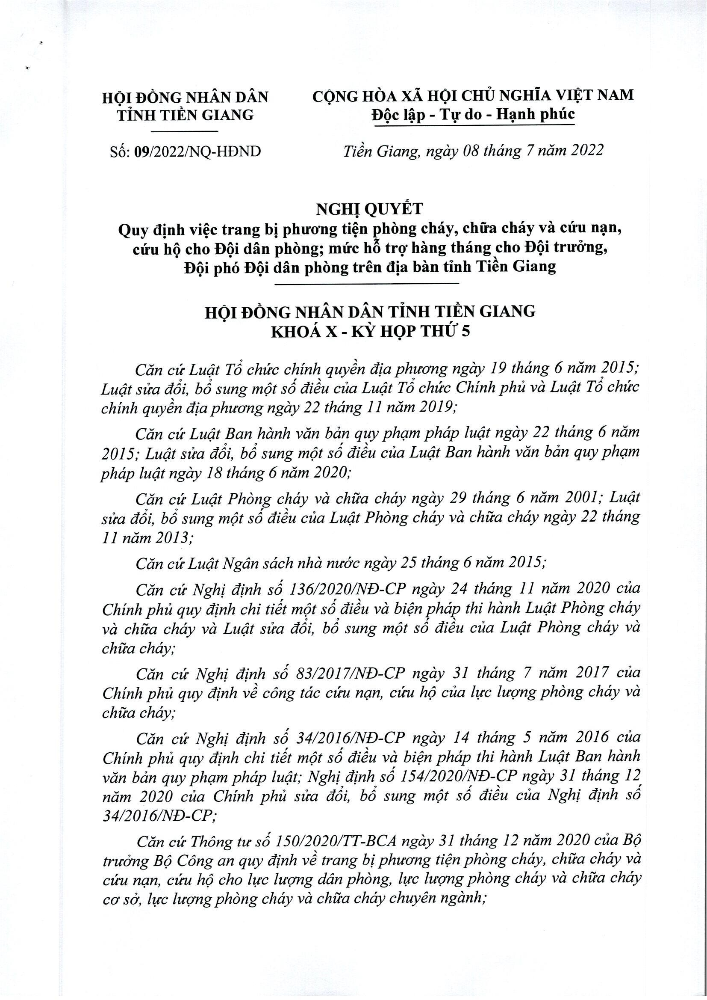 HỘI ĐỒNG NHÂN DÂN
TỈNH TIỀN GIANG
Số: 09/2022/NQ-HĐND
CỘNG HÒA XÃ HỘI CHỦ NGHĨA VIỆT NAM
Độc lập - Tự do - Hạnh phúc
Tiền Giang, ngày 08 tháng 7 năm 2022
NGHỊ QUYẾT
Quy định việc trang bị phương tiện phòng cháy, chữa cháy và cứu nạn,
cứu hộ cho Đội dân phòng; mức hỗ trợ hàng tháng cho Đội trưởng,
Đội phó Đội dân phòng trên địa bàn tỉnh Tiền Giang
HỘI ĐỒNG NHÂN DÂN TỈNH TIỀN GIANG
KHOÁ X - KỲ HỌP THỨ 5
Căn cứ Luật Tổ chức chính quyền địa phương ngày 19 tháng 6 năm 2015;
Luật sửa đổi, bổ sung một số điều của Luật Tổ chức Chính phủ và Luật Tổ chức
chính quyền địa phương ngày 22 tháng 11 năm 2019;
Căn cứ Luật Ban hành văn bản quy phạm pháp luật ngày 22 tháng 6 năm
2015; Luật sửa đổi, bổ sung một số điều của Luật Ban hành văn bản quy phạm
pháp luật ngày 18 tháng 6 năm 2020;
Căn cứ Luật Phòng cháy và chữa cháy ngày 29 tháng 6 năm 2001; Luật
sửa đổi, bổ sung một số điều của Luật Phòng cháy và chữa cháy ngày 22 tháng
11 năm 2013;
Căn cứ Luật Ngân sách nhà nước ngày 25 tháng 6 năm 2015;
Căn cứ Nghị định số 136/2020/NĐ-CP ngày 24 tháng 11 năm 2020 của
Chính phủ quy định chi tiết một số điều và biện pháp thi hành Luật Phòng cháy
và chữa cháy và Luật sửa đổi, bổ sung một số điều của Luật Phòng cháy và
chữa cháy;
Căn cứ Nghị định số 83/2017/NĐ-CP ngày 31 tháng 7 năm 2017 của
Chính phủ quy định về công tác cứu nạn, cứu hộ của lực lượng phòng cháy và
chữa cháy;
Căn cứ Nghị định số 34/2016/NĐ-CP ngày 14 tháng 5 năm 2016 của
Chính phủ quy định chi tiết một số điều và biện pháp thi hành Luật Ban hành
văn bản quy phạm pháp luật; Nghị định số 154/2020/NĐ-CP ngày 31 tháng 12
năm 2020 của Chính phủ sửa đổi, bổ sung một số điều của Nghị định số
34/2016/NĐ-CP;
Căn cứ Thông tư số 150/2020/TT-BCA ngày 31 tháng 12 năm 2020 của Bộ
trưởng Bộ Công an quy định về trang bị phương tiện phòng cháy, chữa cháy và
cứu nạn, cứu hộ cho lực lượng dân phòng, lực lượng phòng cháy và chữa cháy
cơ sở, lực lượng phòng cháy và chữa cháy chuyên ngành;